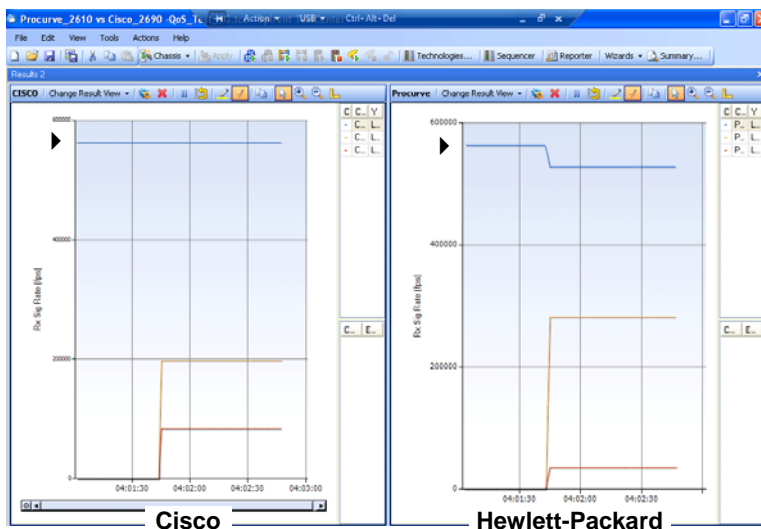 Procurve_2610 vs Cisco_2690 -QoS_Te
Action USB Ctrl+Alt+Del
File Edit View Tools Actions Help
Chassis Apply Technologies... Sequencer Reporter Wizards Summary...
Results 2
CISCO Change Result View
C C.. Y
- C.. L..
- C.. L..
- C.. L..
600000
400000
200000
0
Rx Sig Rate (fps)
04:01:30 04:02:00 04:02:30 04:03:00
C.. E..
Cisco
Procurve Change Result View
C C.. Y
- P.. L..
- P.. L..
- P.. L..
600000
400000
200000
0
Rx Sig Rate (fps)
04:01:30 04:02:00 04:02:30
C.. E..
Hewlett-Packard